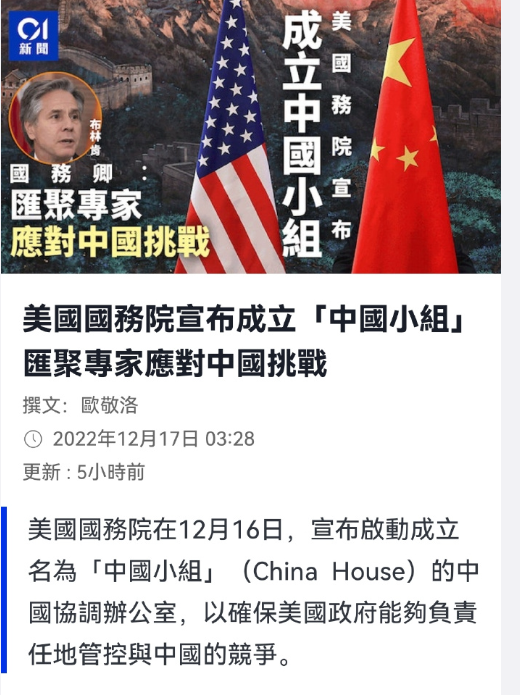 01
新聞
美國國務院宣布
成立中國小組
布林肯
國務卿：
匯聚專家
應對中國挑戰
美國國務院宣布成立「中國小組」
匯聚專家應對中國挑戰
撰文：歐敬洛
2022年12月17日 03:28
更新 : 5小時前
美國國務院在12月16日，宣布啟動成立
名為「中國小組」（China House）的中
國協調辦公室，以確保美國政府能夠負責
任地管控與中國的競爭。